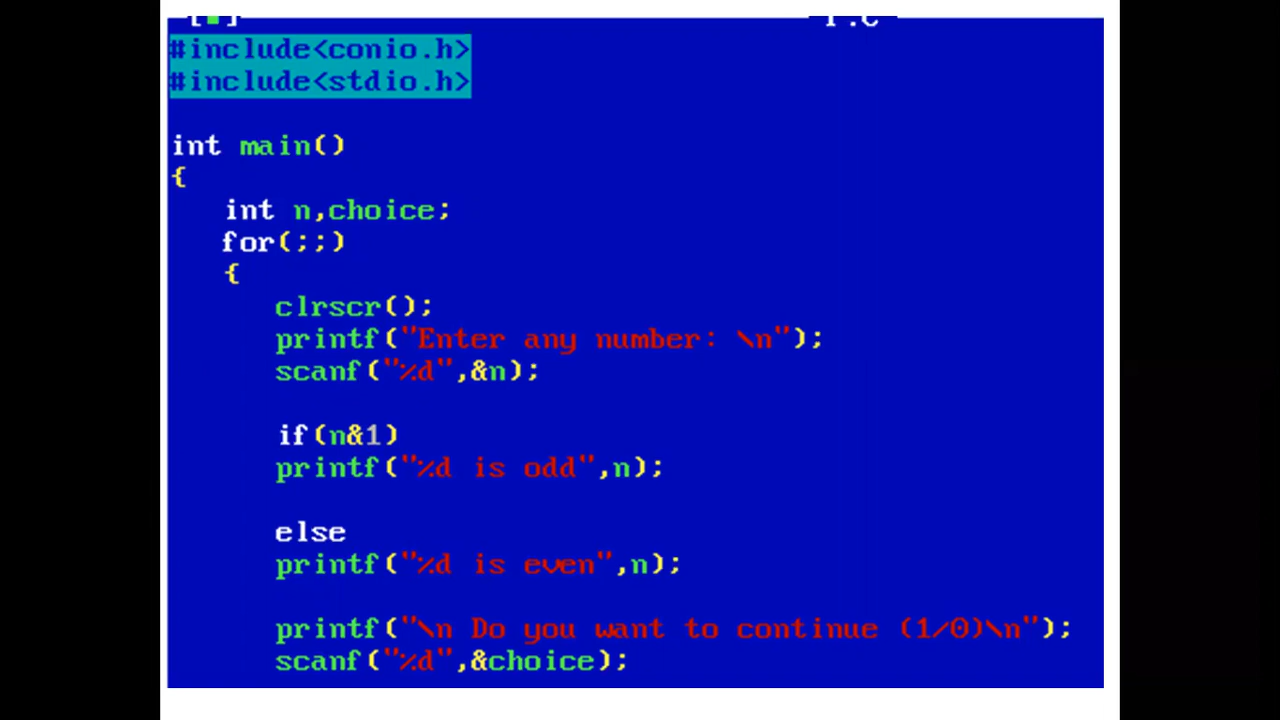 #include<conio.h>
#include<stdio.h>
int main()
{
int n,choice;
for(;;)
{
clrscr();
printf("Enter any number: \n");
scanf("%d",&n);
if(n&1)
printf("%d is odd",n);
else
printf("%d is even",n);
printf("\n Do you want to continue (1/0)\n");
scanf("%d",&choice);